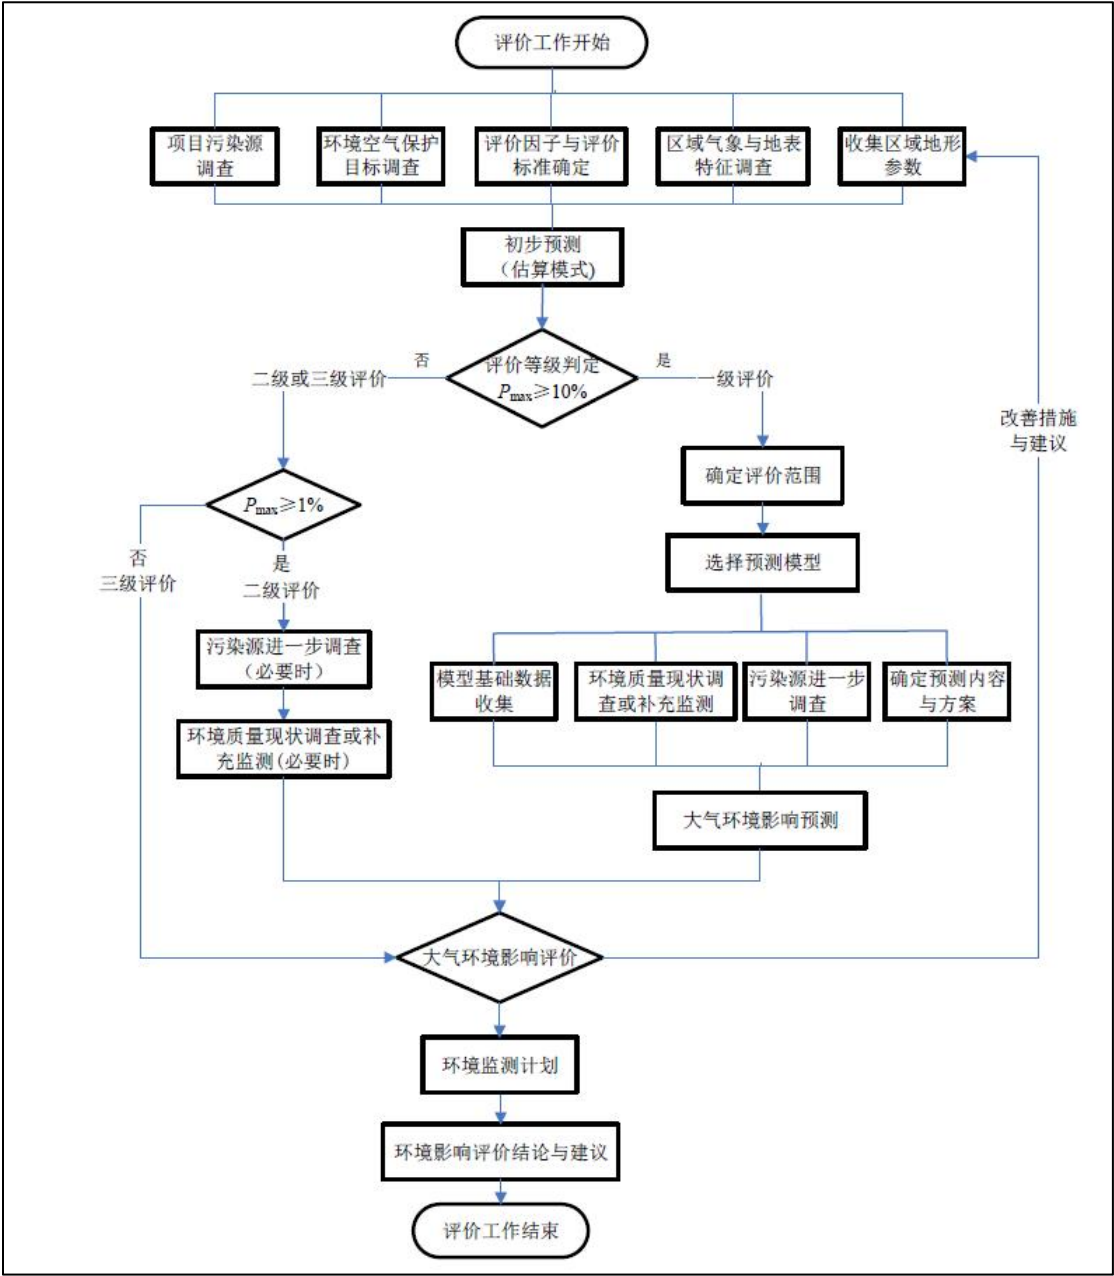 评价工作开始
项目污染源
调查
环境空气保护
目标调查
评价因子与评价
标准确定
区域气象与地表
特征调查
收集区域地形
参数
初步预测
（估算模式)
评价等级判定
Pmax≥10%
否
二级或三级评价
是
一级评价
改善措施
与建议
确定评价范围
Pmax≥1%
选择预测模型
否
三级评价
是
二级评价
污染源进一步调查
（必要时）
环境质量现状调查或补
充监测(必要时)
模型基础数据
收集
环境质量现状调
查或补充监测
污染源进一步
调查
确定预测内容
与方案
大气环境影响预测
大气环境影响评价
环境监测计划
环境影响评价结论与建议
评价工作结束